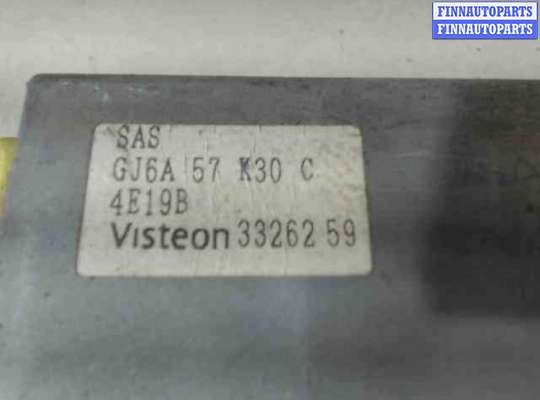 FINNAUTOPARTS
FINNAUTOPARTS
SAS
GJ6A 57 K30 C
4E19B
Visteon 33262 59